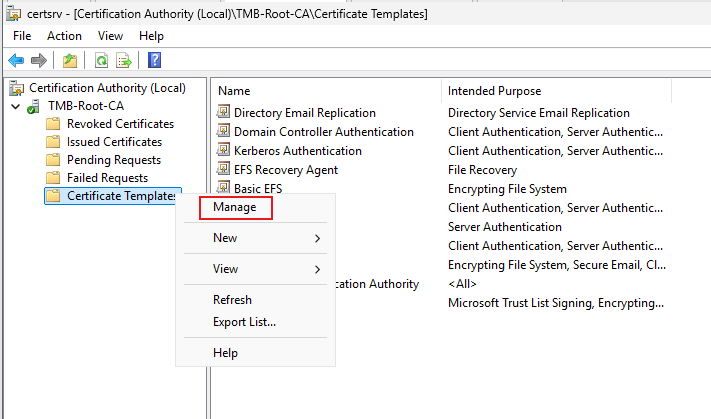 certsrv - [Certification Authority (Local)\TMB-Root-CA\Certificate Templates]
File Action View Help
Certification Authority (Local)
TMB-Root-CA
Revoked Certificates
Issued Certificates
Pending Requests
Failed Requests
Certificate Templates
Name Intended Purpose
Directory Email Replication Directory Service Email Replication
Domain Controller Authentication Client Authentication, Server Authentic...
Kerberos Authentication Client Authentication, Server Authentic...
EFS Recovery Agent File Recovery
Basic EFS Encrypting File System
Client Authentication, Server Authentic...
Server Authentication
Client Authentication, Server Authentic...
Encrypting File System, Secure Email, Cl...
cation Authority <All>
Microsoft Trust List Signing, Encrypting...
Manage
New
View
Refresh
Export List...
Help